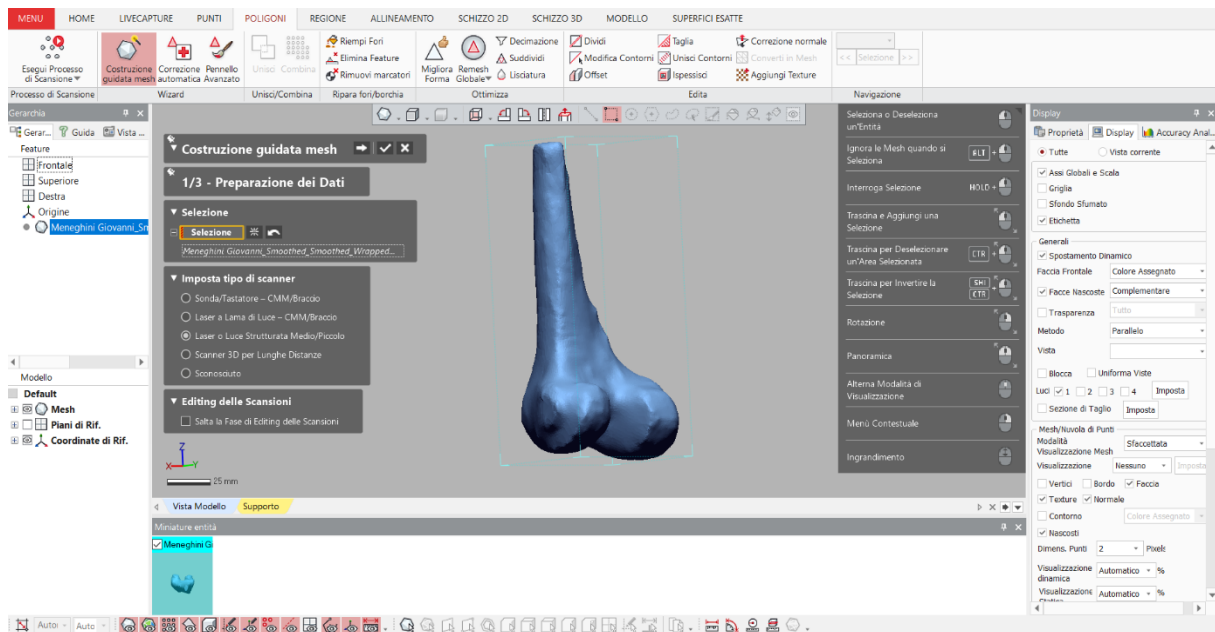 MENU HOME LIVECAPTURE PUNTI POLIGONI REGIONE ALLINEAMENTO SCHIZZO 2D SCHIZZO 3D MODELLO SUPERFICI ESATTE
Esegui Processo
di Scansione
Costruzione
guidata mesh
Correzione
automatica
Pennello
Avanzato
Unisci Combina
Riempi Fori
Elimina Feature
Rimuovi marcatori
Migliora
Forma
Remesh
Globale
Decimazione
Suddividi
Lisciatura
Dividi
Modifica Contorni
Offset
Taglia
Unisci Contorni
Ispessisci
Correzione normale
Converti in Mesh
Aggiungi Texture
<< Selezione >>
Processo di Scansione Wizard Unisci/Combina Ripara fori/borchia Ottimizza Edita Navigazione
Gerarchia
Gerar... Guida Vista ...
Feature
Frontale
Superiore
Destra
Origine
Meneghini Giovanni_Sn
Modello
Default
Mesh
Piani di Rif.
Coordinate di Rif.
Costruzione guidata mesh
1/3 - Preparazione dei Dati
Selezione
Selezione
Meneghini Giovanni_Smoothed_Smoothed_Wrapped...
Imposta tipo di scanner
Sonda/Tastatore – CMM/Braccio
Laser a Lama di Luce – CMM/Braccio
Laser o Luce Strutturata Medio/Piccolo
Scanner 3D per Lunghe Distanze
Sconosciuto
Editing delle Scansioni
Salta la Fase di Editing delle Scansioni
Z
X Y
25 mm
Seleziona o Deseleziona
un'Entità
Ignora le Mesh quando si
Seleziona
ALT +
Interroga Selezione HOLD +
Trascina e Aggiungi una
Selezione
Trascina per Deselezionare
un'Area Selezionata
CTR +
Trascina per Invertire la
Selezione
SHI
CTR +
Rotazione
Panoramica
Alterna Modalità di
Visualizzazione
Menù Contestuale
Ingrandimento
Vista Modello Supporto
Miniature entità
Meneghini G
Display
Proprietà Display Accuracy Anal...
Tutte Vista corrente
Assi Globali e Scala
Griglia
Sfondo Sfumato
Etichetta
Generali
Spostamento Dinamico
Faccia Frontale Colore Assegnato
Facce Nascoste Complementare
Trasparenza Tutto
Metodo Parallelo
Vista
Blocca Uniforma Viste
Luci 1 2 3 4 Imposta
Sezione di Taglio Imposta
Mesh/Nuvola di Punti
Modalità
Visualizzazione Mesh Sfaccettata
Visualizzazione Nessuno Imposta
Vertici Bordo Faccia
Texture Normale
Contorno Colore Assegnato
Nascosti
Dimens. Punti 2 Pixels
Visualizzazione
dinamica
Automatico %
Visualizzazione Automatico %
Auto Auto